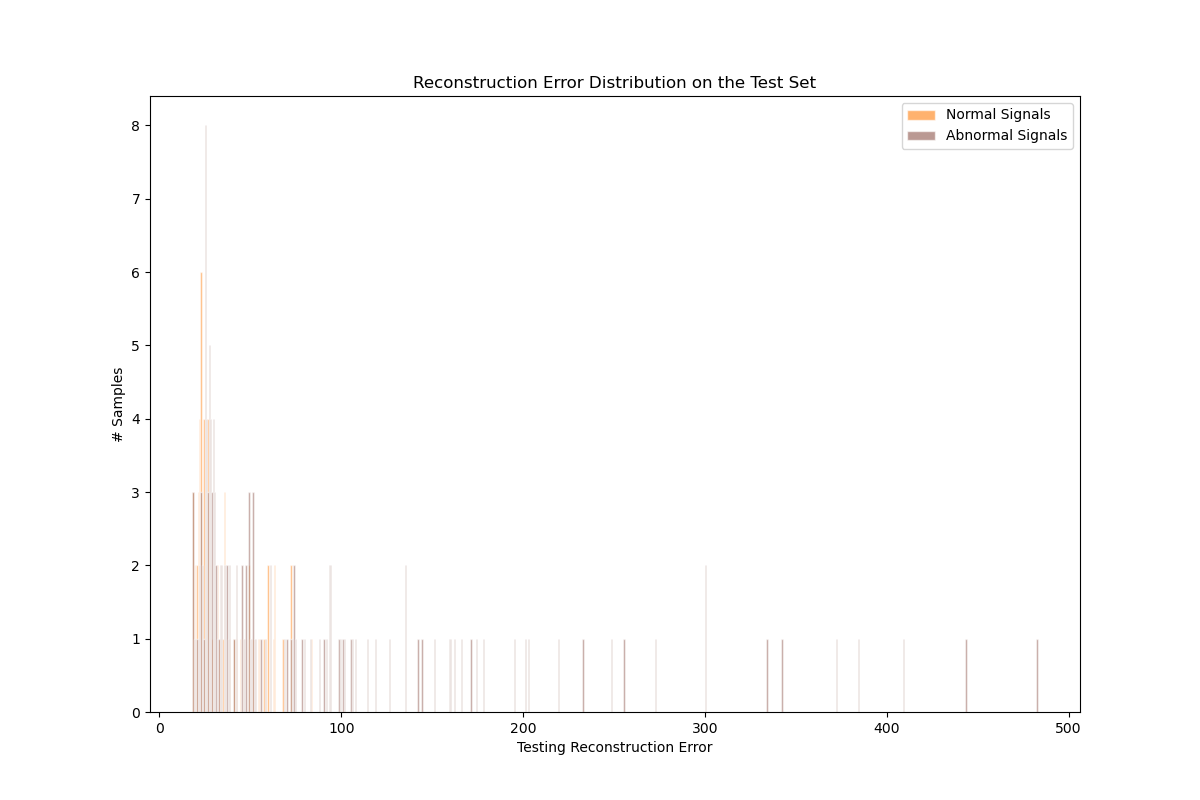 Reconstruction Error Distribution on the Test Set
Normal Signals
Abnormal Signals
8
7
6
5
4
3
2
1
0
# Samples
0 100 200 300 400 500
Testing Reconstruction Error